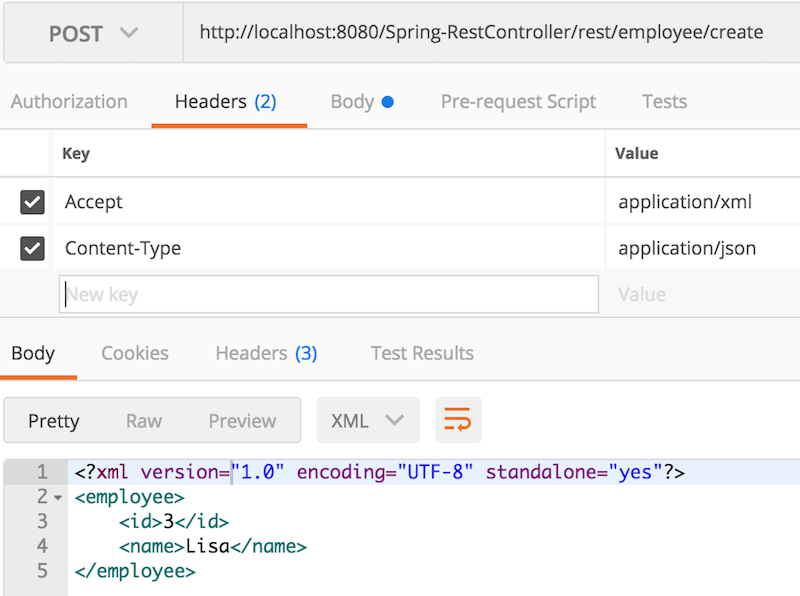 POST http://localhost:8080/Spring-RestController/rest/employee/create
Authorization Headers (2) Body Pre-request Script Tests
Key Value
Accept application/xml
Content-Type application/json
New key Value
Body Cookies Headers (3) Test Results
Pretty Raw Preview XML
1 <?xml version="1.0" encoding="UTF-8" standalone="yes"?>
2 <employee>
3 <id>3</id>
4 <name>Lisa</name>
5 </employee>